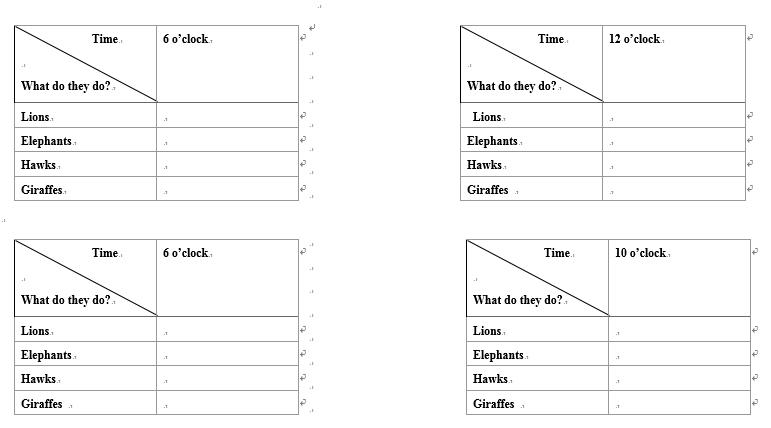 Time 6 o’clock
What do they do?
Lions
Elephants
Hawks
Giraffes
Time 12 o’clock
What do they do?
Lions
Elephants
Hawks
Giraffes
Time 6 o’clock
What do they do?
Lions
Elephants
Hawks
Giraffes
Time 10 o’clock
What do they do?
Lions
Elephants
Hawks
Giraffes